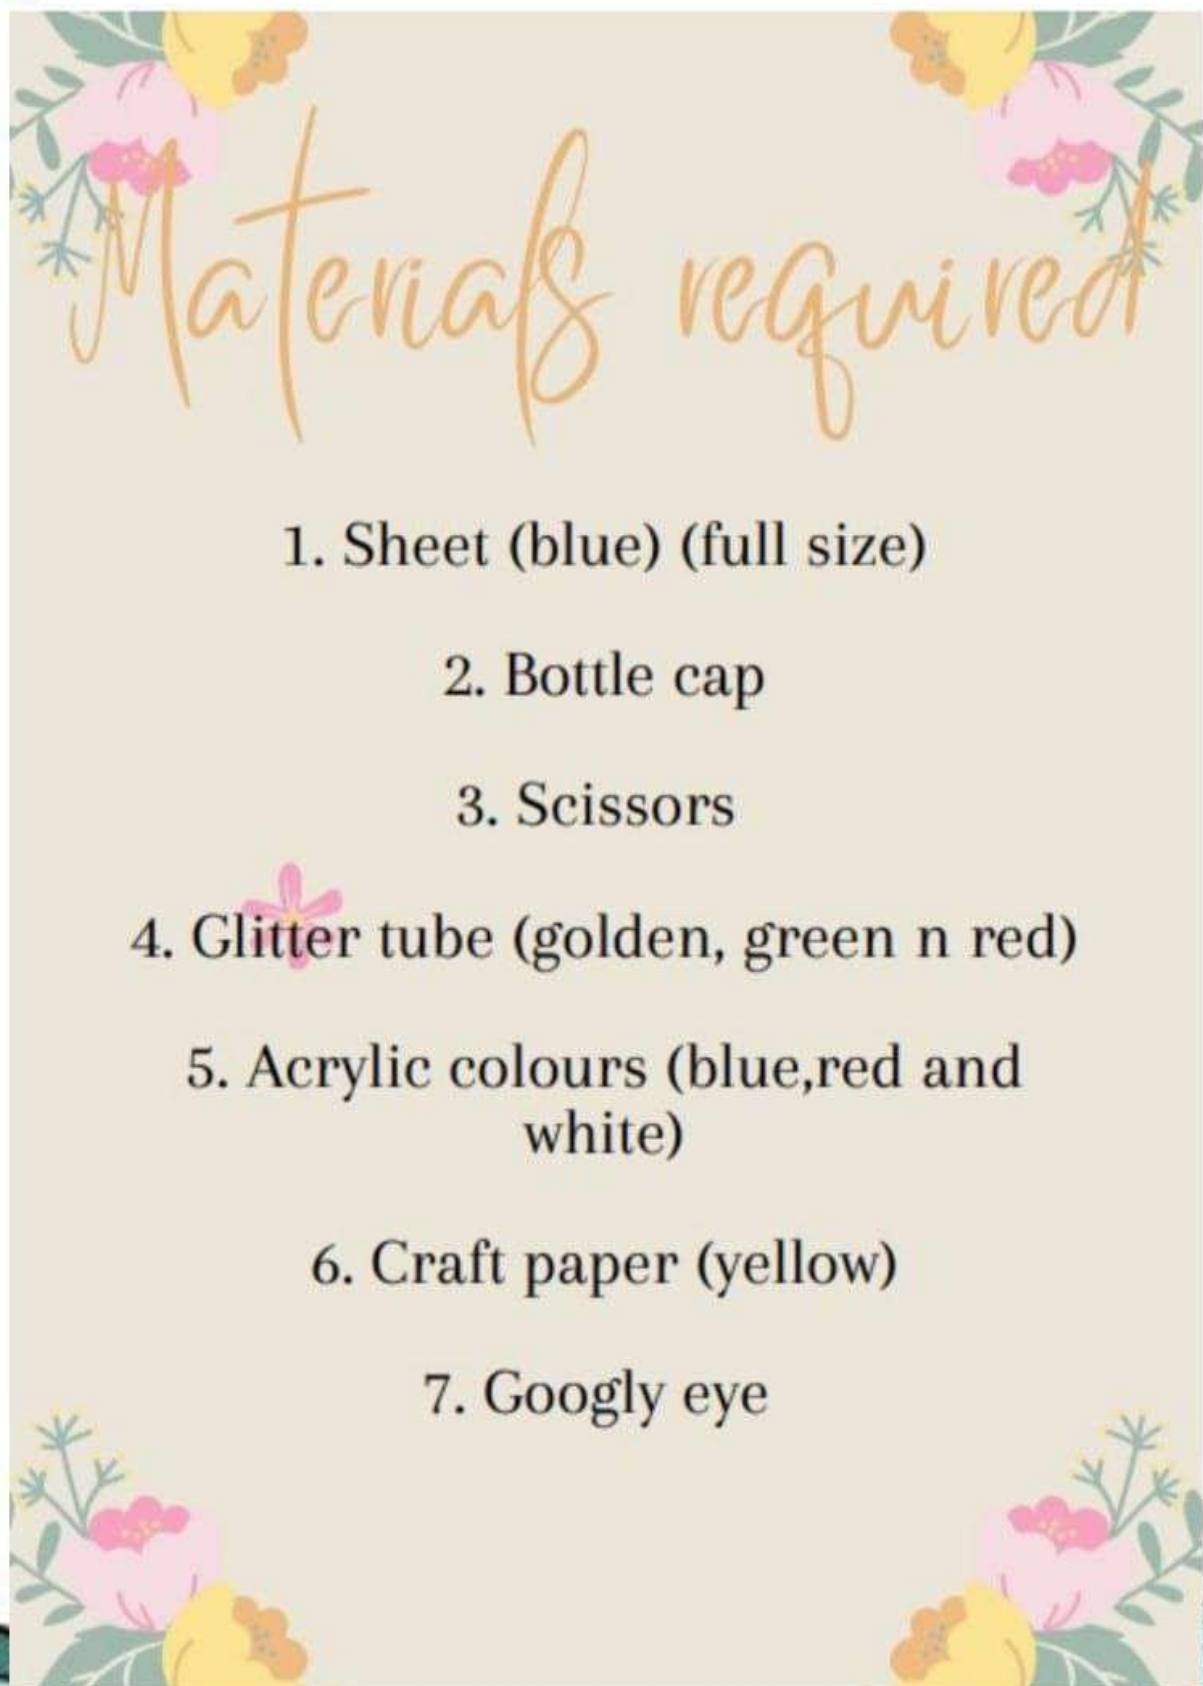 Materials required
1. Sheet (blue) (full size)
2. Bottle cap
3. Scissors
4. Glitter tube (golden, green n red)
5. Acrylic colours (blue,red and
white)
6. Craft paper (yellow)
7. Googly eye